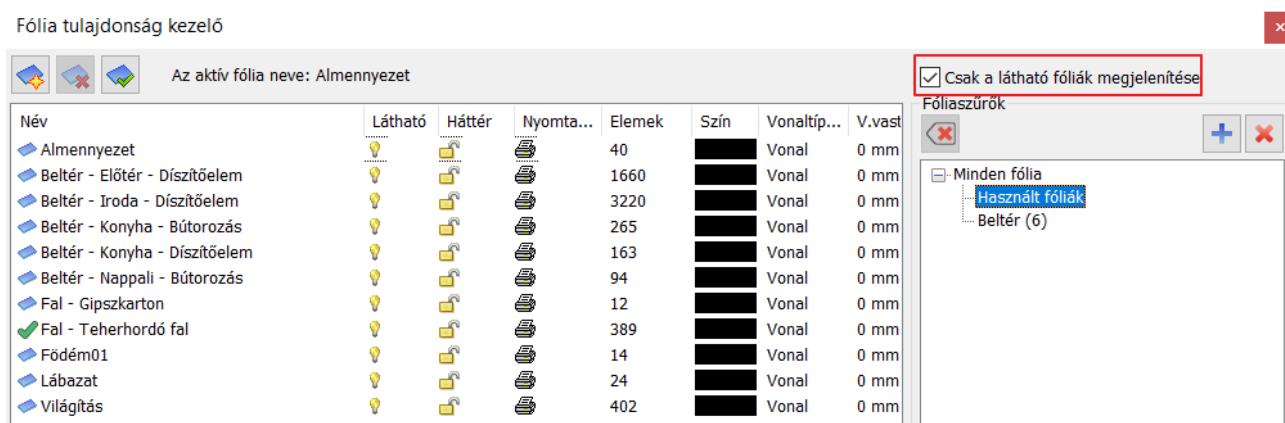 Fólia tulajdonság kezelő
Az aktív fólia neve: Almennyezet
Csak a látható fóliák megjelenítése
Fóliaszűrők
Név Látható Háttér Nyomta... Elemek Szín Vonaltíp... V.vast
Almennyezet 40 Vonal 0 mm
Beltér - Előtér - Díszítőelem 1660 Vonal 0 mm
Beltér - Iroda - Díszítőelem 3220 Vonal 0 mm
Beltér - Konyha - Bútorozás 265 Vonal 0 mm
Beltér - Konyha - Díszítőelem 163 Vonal 0 mm
Beltér - Nappali - Bútorozás 94 Vonal 0 mm
Fal - Gipszkarton 12 Vonal 0 mm
Fal - Teherhordó fal 389 Vonal 0 mm
Födém01 14 Vonal 0 mm
Lábazat 24 Vonal 0 mm
Világítás 402 Vonal 0 mm
Minden fólia
Használt fóliák
Beltér (6)